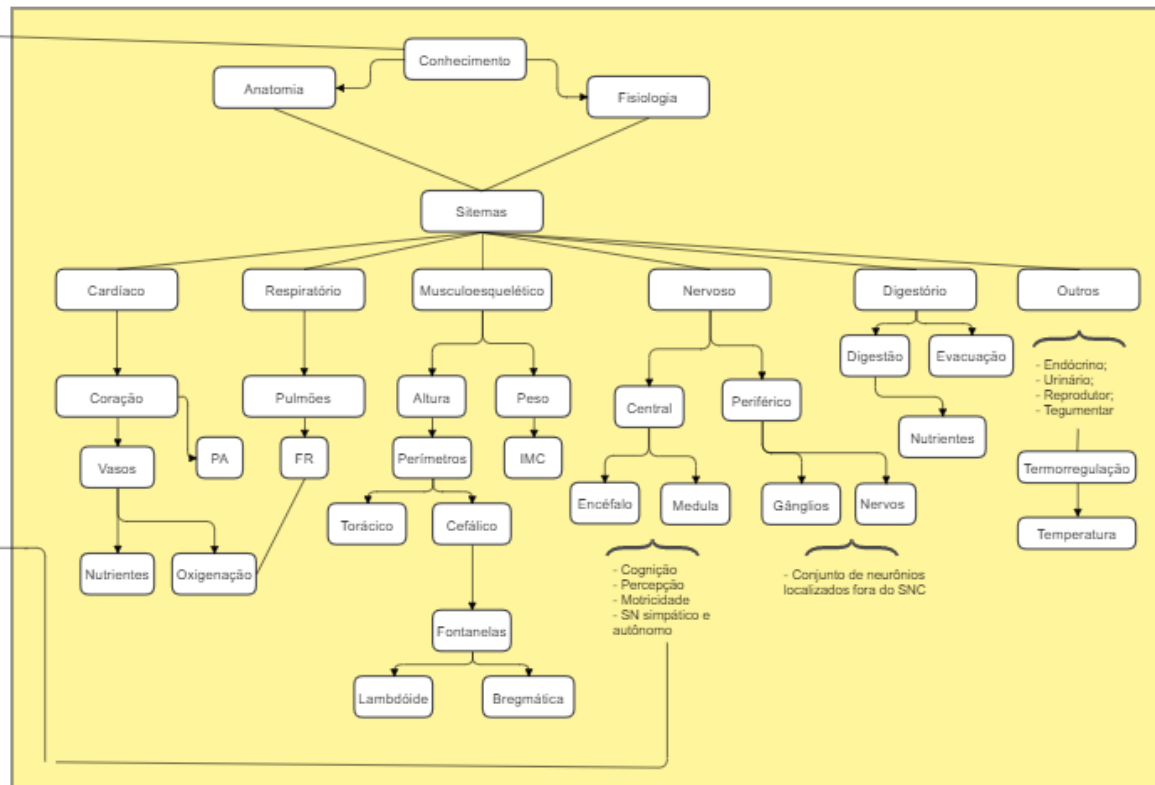 Conhecimento
Anatomia
Fisiologia
Sitemas
Cardíaco
Respiratório
Musculoesquelético
Nervoso
Digestório
Outros
Digestão
Evacuação
- Endócrino;
- Urinário;
- Reprodutor;
- Tegumentar
Coração
Pulmões
Altura
Peso
Central
Periférico
Nutrientes
Vasos
PA
FR
Perímetros
IMC
Termorregulação
Encéfalo
Medula
Gânglios
Nervos
Torácico
Cefálico
Temperatura
Nutrientes
Oxigenação
- Cognição
- Percepção
- Motricidade
- SN simpático e
autônomo
- Conjunto de neurônios
localizados fora do SNC
Fontanelas
Lambdóide
Bregmática